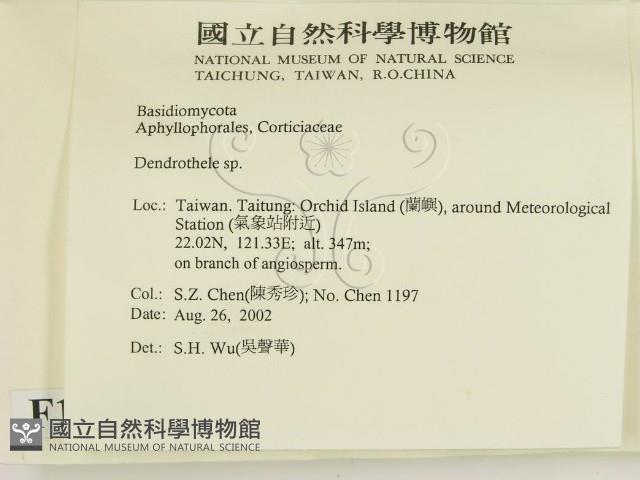 國立自然科學博物館
NATIONAL MUSEUM OF NATURAL SCIENCE
TAICHUNG, TAIWAN, R.O.CHINA
Basidiomycota
Aphyllophorales, Corticiaceae
Dendrothele sp.
Loc.: Taiwan. Taitung: Orchid Island (蘭嶼), around Meteorological
Station (氣象站附近)
22.02N, 121.33E; alt. 347m;
on branch of angiosperm.
Col.: S.Z. Chen(陳秀珍); No. Chen 1197
Date: Aug. 26, 2002
Det.: S.H. Wu(吳聲華)
國立自然科學博物館
NATIONAL MUSEUM OF NATURAL SCIENCE